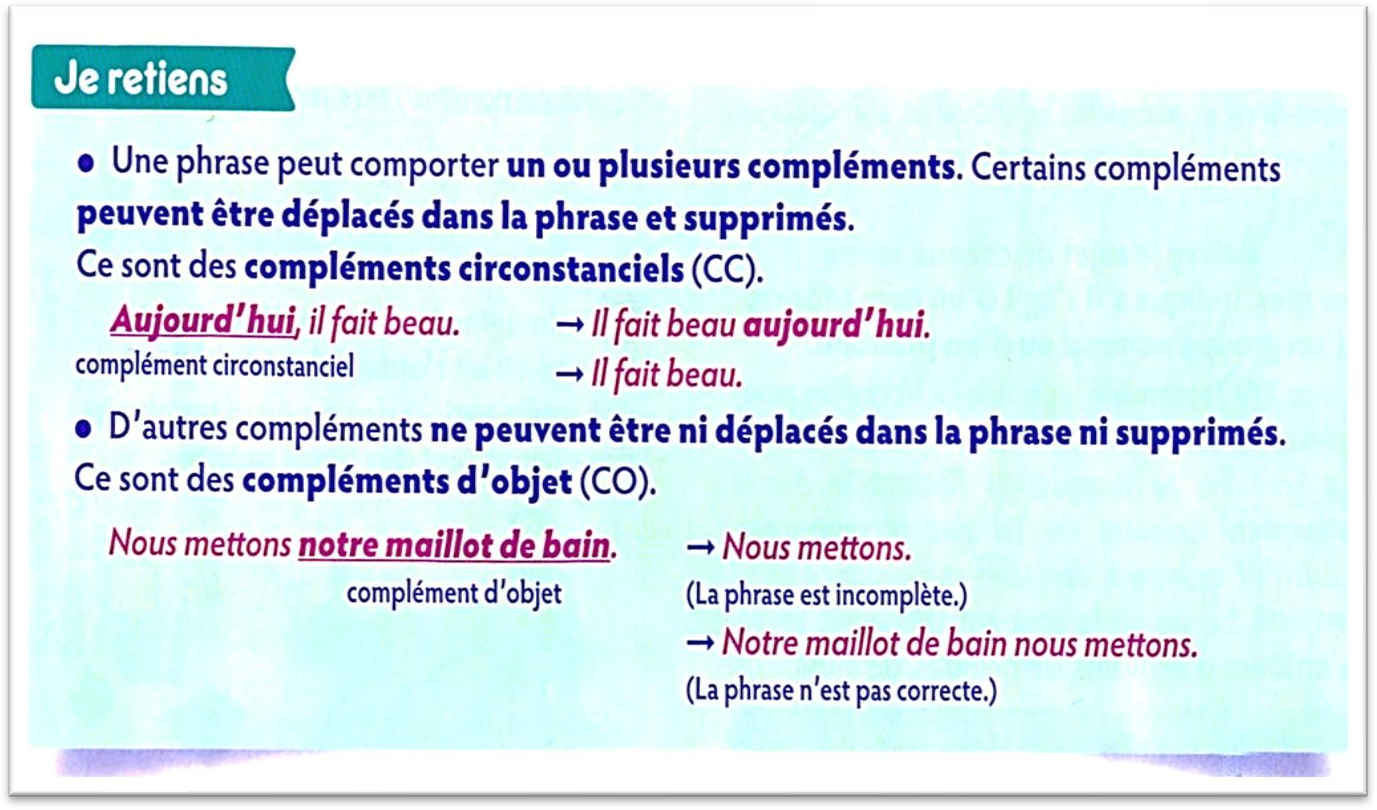 Je retiens
• Une phrase peut comporter un ou plusieurs compléments. Certains compléments
peuvent être déplacés dans la phrase et supprimés.
Ce sont des compléments circonstanciels (CC).
Aujourd'hui, il fait beau. → Il fait beau aujourd'hui.
complément circonstanciel → Il fait beau.
• D'autres compléments ne peuvent être ni déplacés dans la phrase ni supprimés.
Ce sont des compléments d'objet (CO).
Nous mettons notre maillot de bain. → Nous mettons.
complément d'objet (La phrase est incomplète.)
→ Notre maillot de bain nous mettons.
(La phrase n'est pas correcte.)